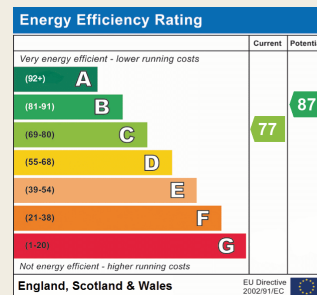 Energy Efficiency Rating
Current Potenti
Very energy efficient - lower running costs
(92+) A
(81-91) B 87
(69-80) C 77
(55-68) D
(39-54) E
(21-38) F
(1-20) G
Not energy efficient - higher running costs
England, Scotland & Wales EU Directive
2002/91/EC